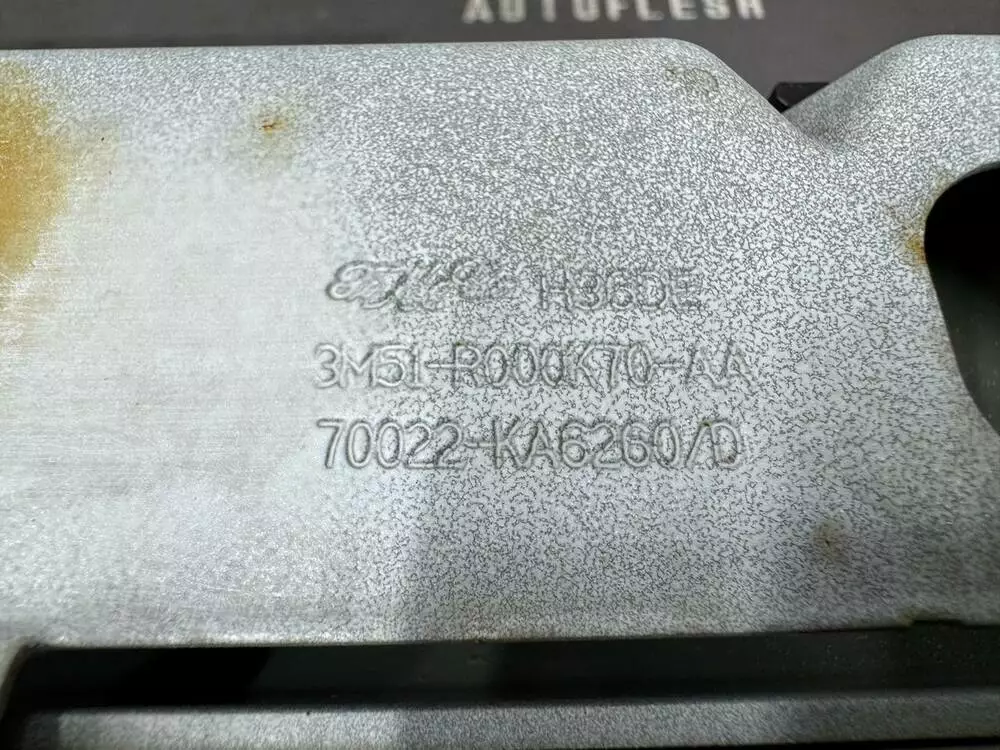 AUTOFLESH
H36DE
3M51-R000K70-AA
70022-KA6260/D